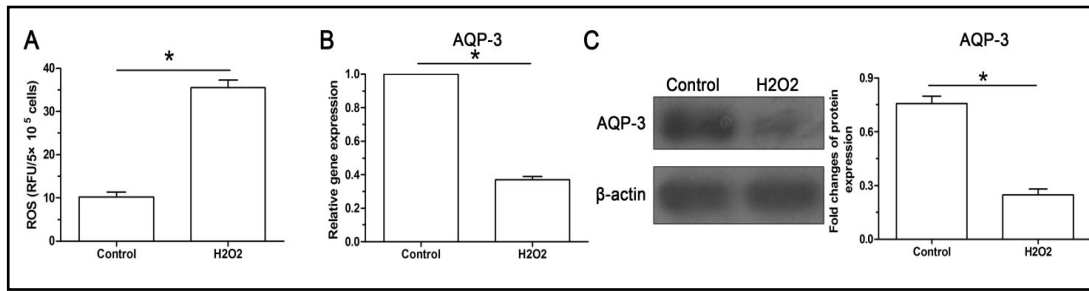 A
ROS (RFU/5× 10 5 cells)
40
30
20
10
0
*
Control
H2O2
B
AQP-3
Relative gene expression
1.0
0.8
0.6
0.4
0.2
0.0
*
Control
H2O2
C
Control
H2O2
AQP-3
β-actin
AQP-3
Fold changes of protein
expression
0.9
0.6
0.3
0.0
*
Control
H2O2